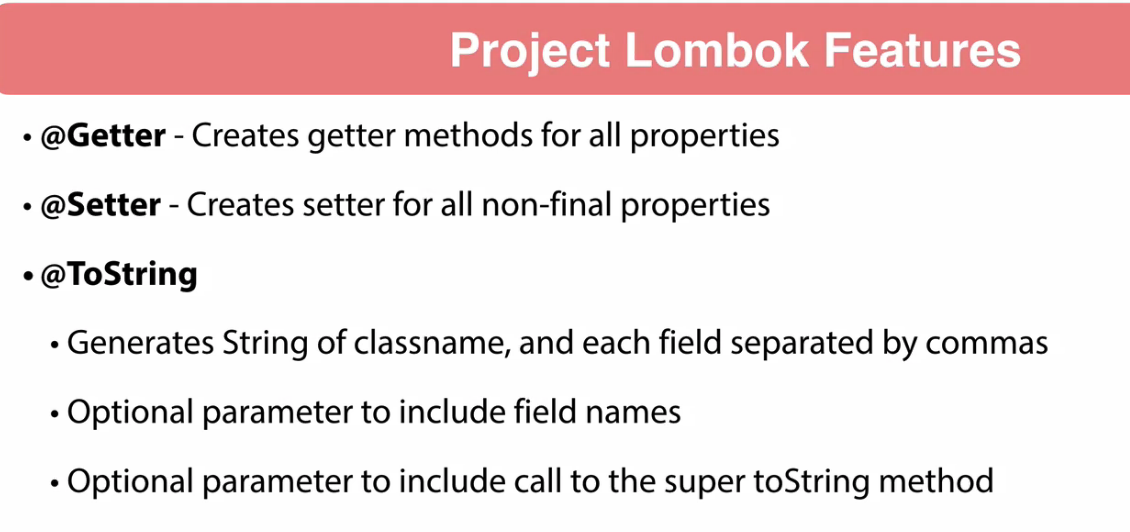 Project Lombok Features
• @Getter - Creates getter methods for all properties
• @Setter - Creates setter for all non-final properties
• @ToString
• Generates String of classname, and each field separated by commas
• Optional parameter to include field names
• Optional parameter to include call to the super toString method